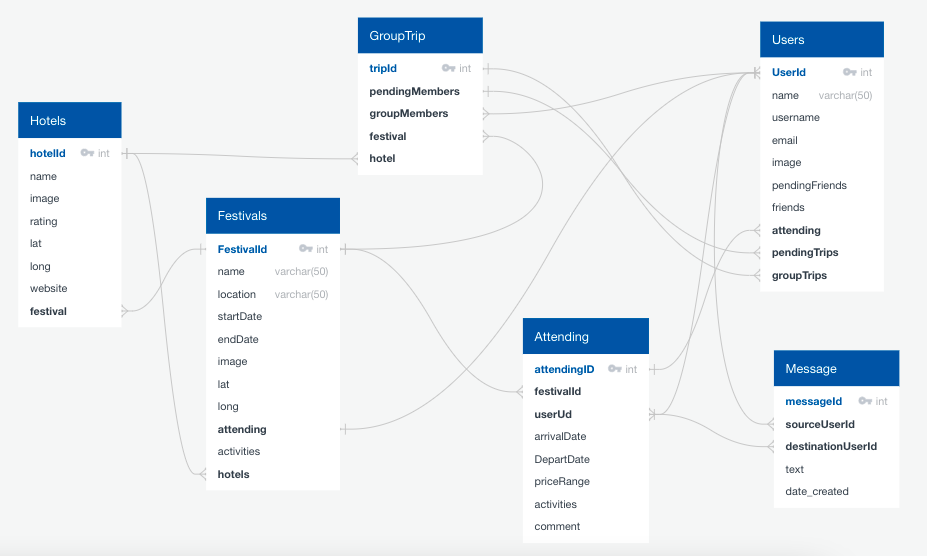 GroupTrip
tripId int
pendingMembers
groupMembers
festival
hotel
Users
UserId int
name varchar(50)
username
email
image
pendingFriends
friends
attending
pendingTrips
groupTrips
Hotels
hotelId int
name
image
rating
lat
long
website
festival
Festivals
FestivalId int
name varchar(50)
location varchar(50)
startDate
endDate
image
lat
long
attending
activities
hotels
Attending
attendingID int
festivalId
userUd
arrivalDate
DepartDate
priceRange
activities
comment
Message
messageId int
sourceUserId
destinationUserId
text
date_created